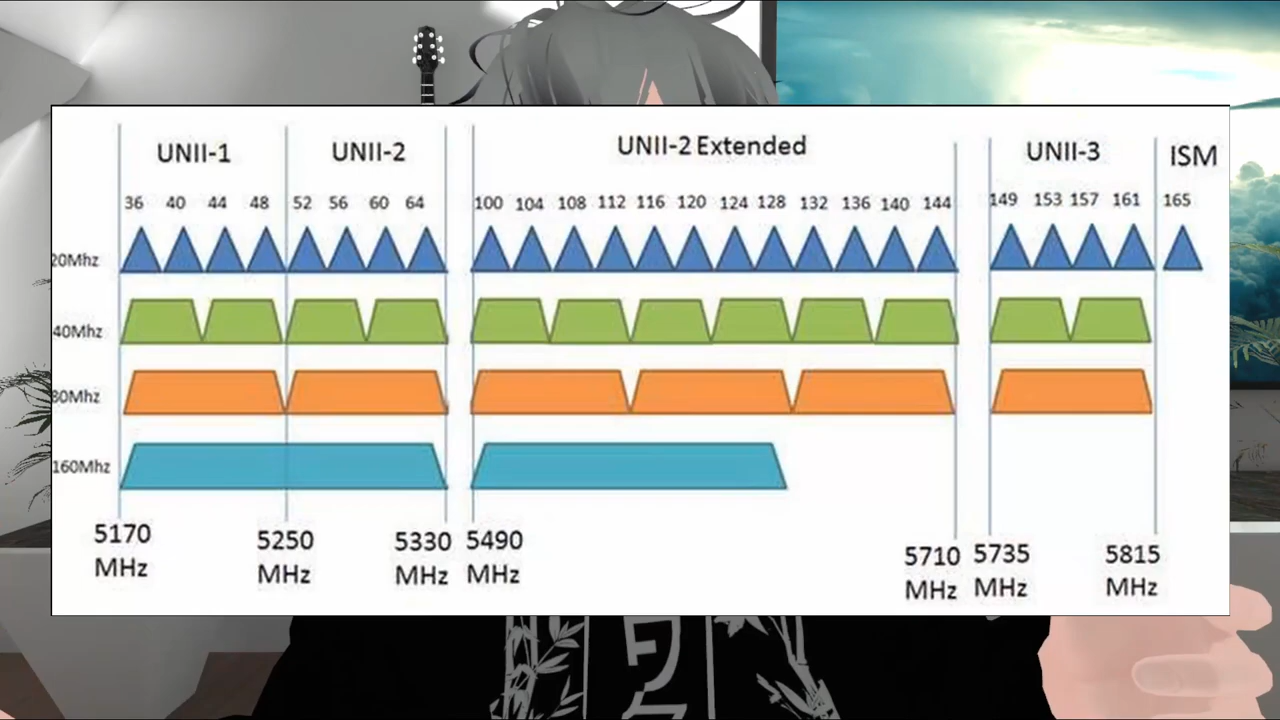 UNII-1 UNII-2 UNII-2 Extended UNII-3 ISM
36 40 44 48 52 56 60 64 100 104 108 112 116 120 124 128 132 136 140 144 149 153 157 161 165
20Mhz
40Mhz
80Mhz
160Mhz
5170 5250 5330 5490 5710 5735 5815
MHz MHz MHz MHz MHz MHz MHz